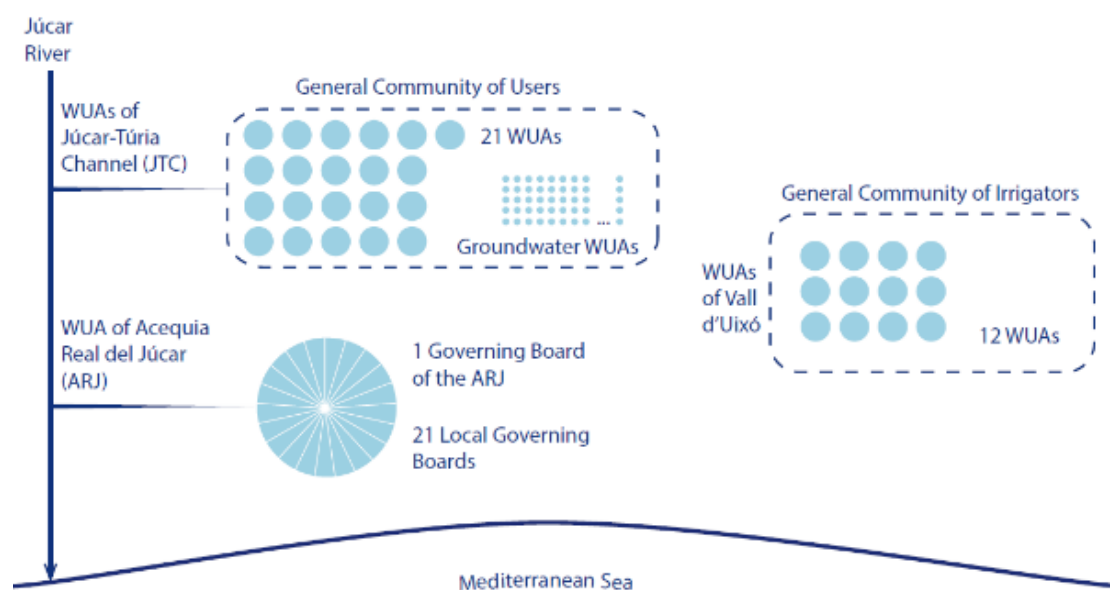 Júcar
River
General Community of Users
WUAs of
Júcar-Túria
Channel (JTC)
21 WUAs
...
Groundwater WUAs
General Community of Irrigators
WUAs
of Vall
d'Uixó
12 WUAs
WUA of Acequia
Real del Júcar
(ARJ)
1 Governing Board
of the ARJ
21 Local Governing
Boards
Mediterranean Sea